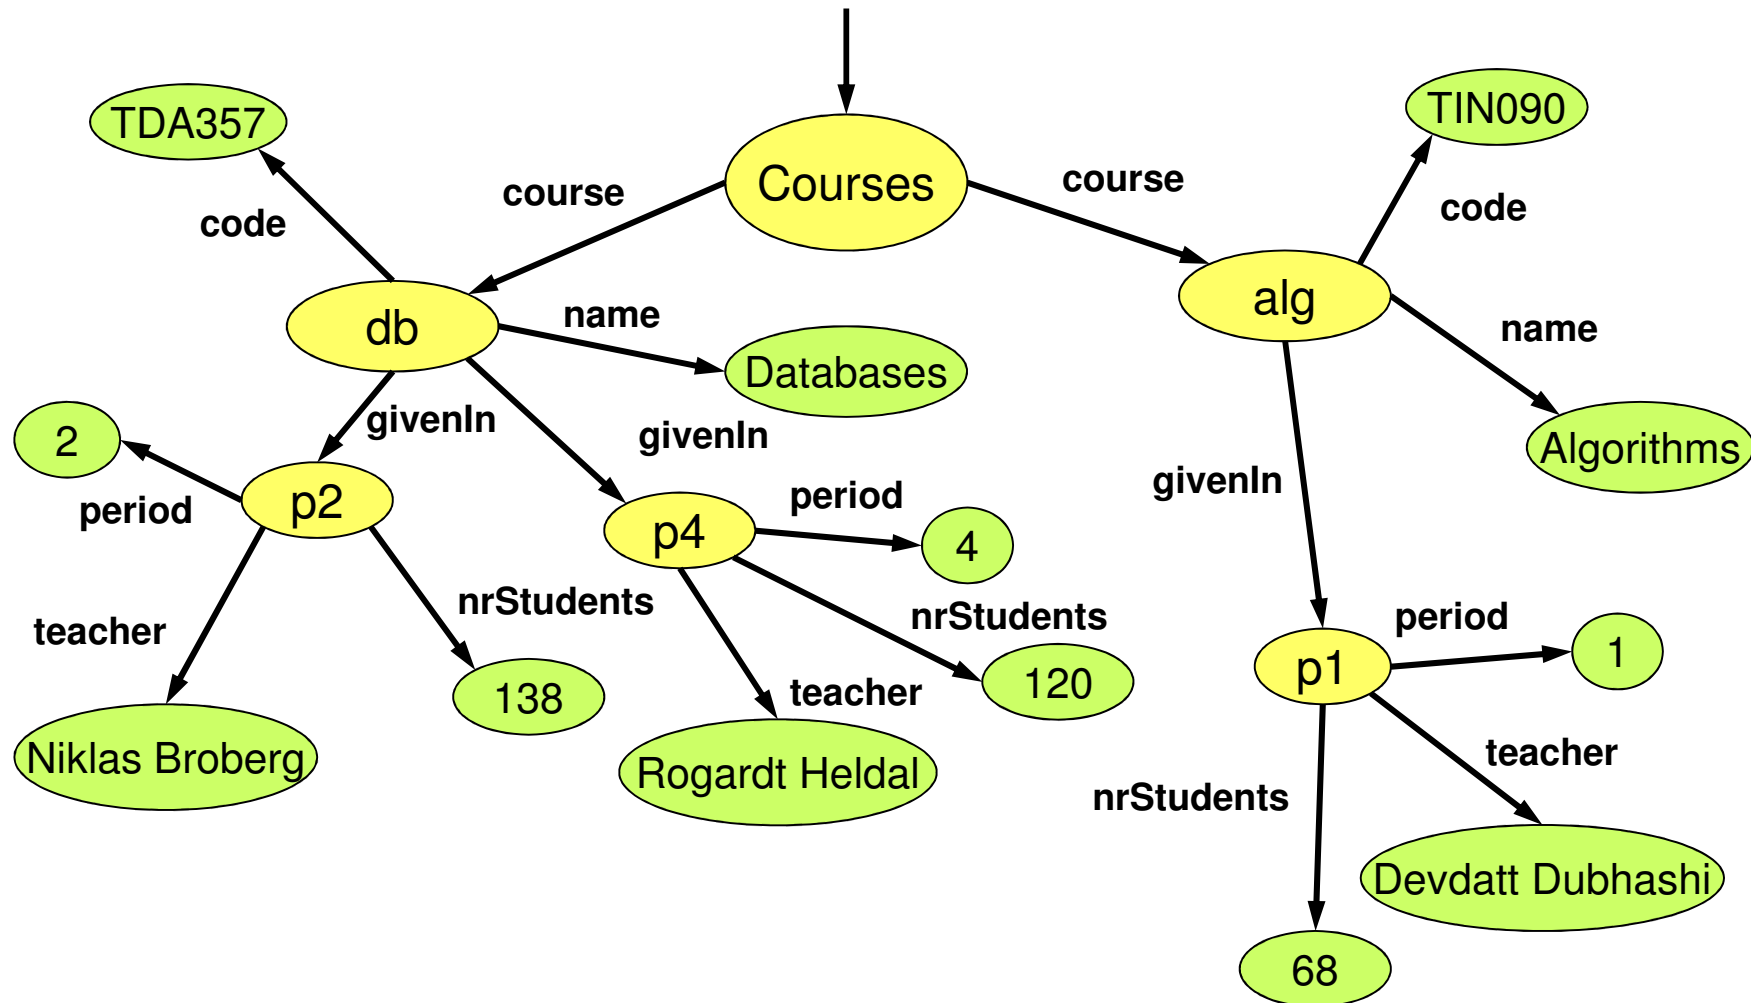 TDA357
TIN090
Courses
course
course
code
code
db
name
alg
name
Databases
Algorithms
2
givenIn
givenIn
givenIn
period
p2
period
p4
4
nrStudents
nrStudents
teacher
period
1
p1
138
120
teacher
Niklas Broberg
Rogardt Heldal
teacher
nrStudents
Devdatt Dubhashi
68